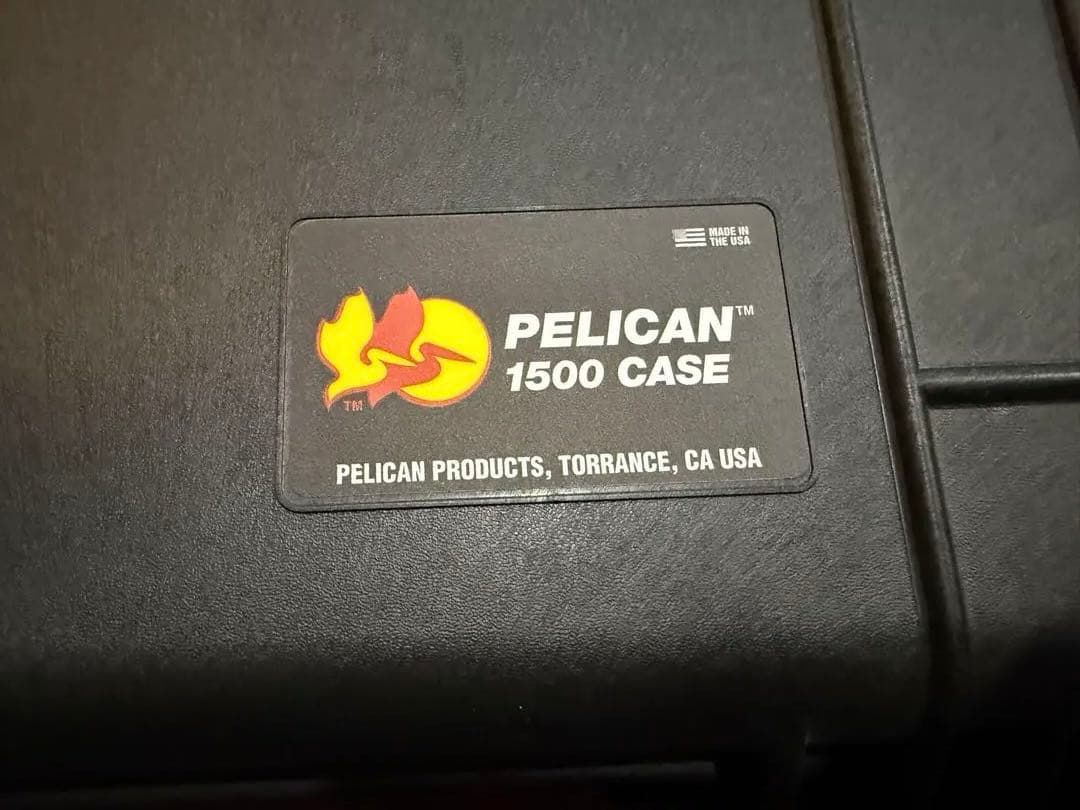 MADE IN
THE USA
PELICAN™
1500 CASE
TM
PELICAN PRODUCTS, TORRANCE, CA USA